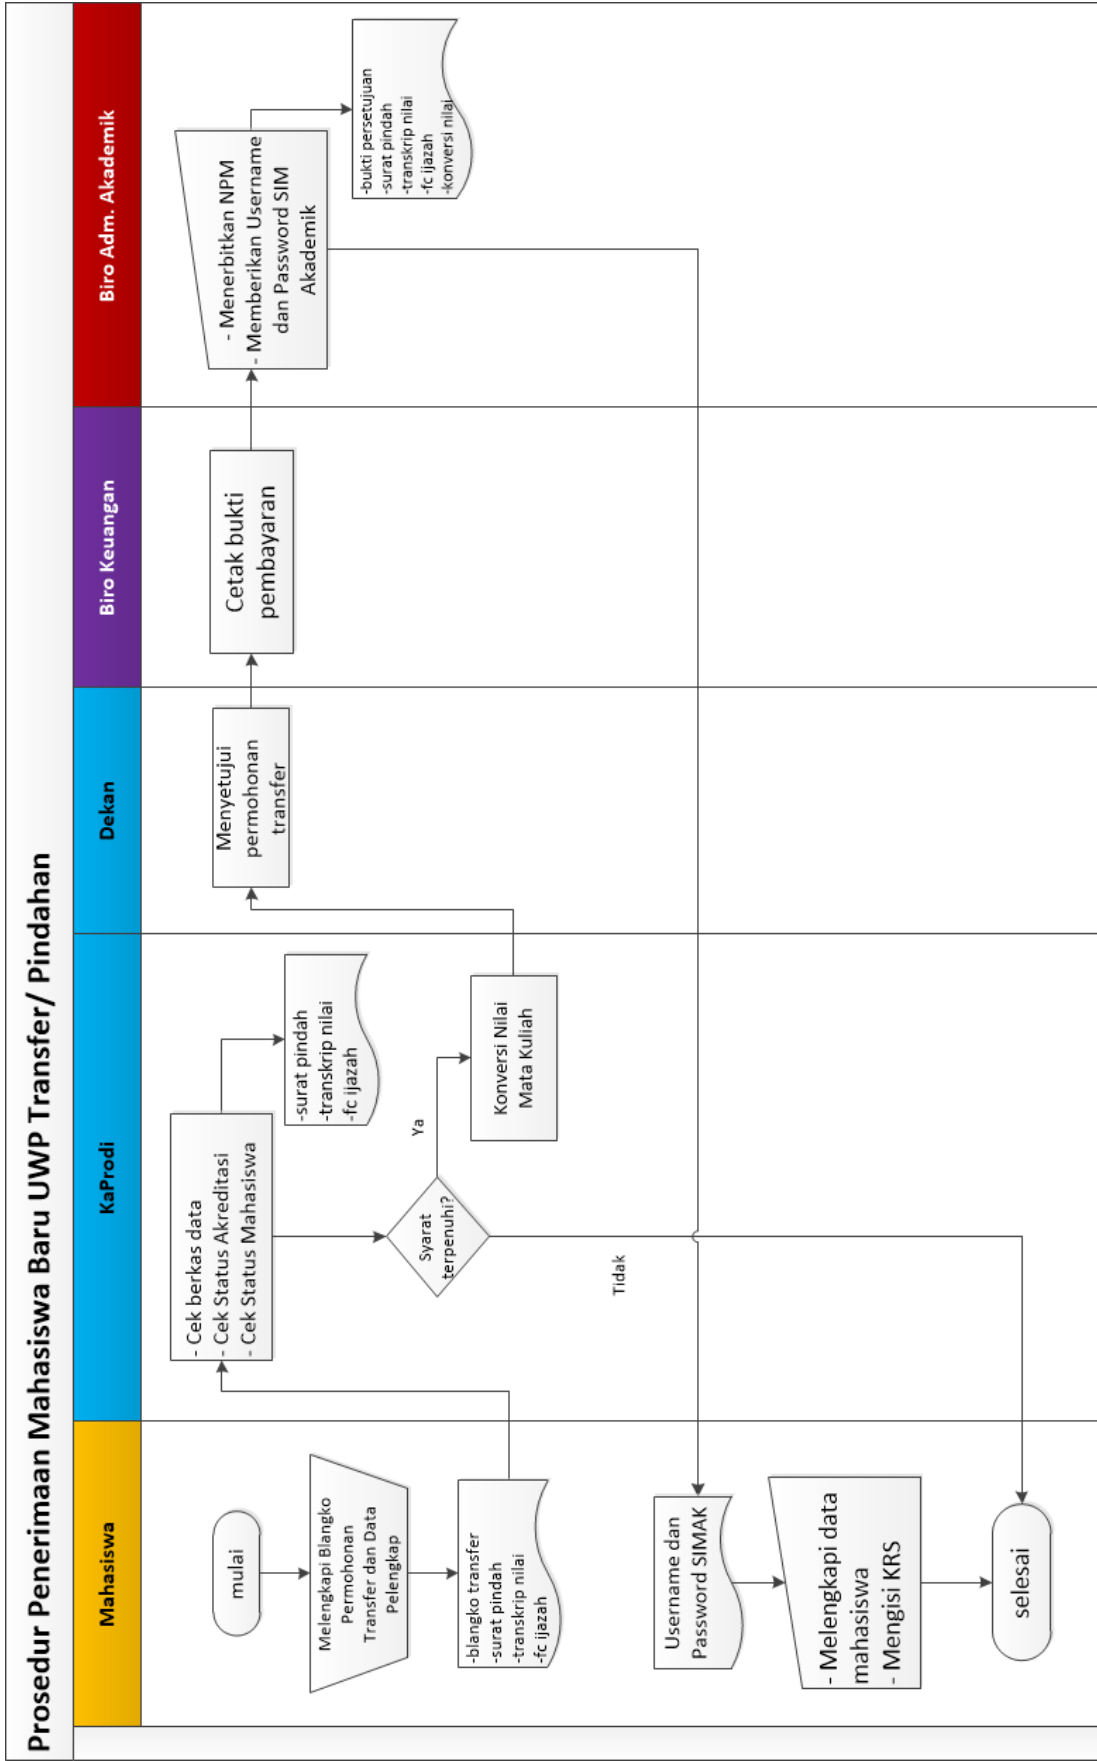 Prosedur Penerimaan Mahasiswa Baru UWP Transfer/ Pindahan
Mahasiswa
KaProdi
Dekan
Biro Keuangan
Biro Adm. Akademik
mulai
Melengkapi Blangko
Permohonan
Transfer dan Data
Pelengkap
-blangko transfer
-surat pindah
-transkrip nilai
-fc ijazah
- Cek berkas data
- Cek Status Akreditasi
- Cek Status Mahasiswa
-surat pindah
-transkrip nilai
-fc ijazah
Syarat
terpenuhi?
Ya
Tidak
Konversi Nilai
Mata Kuliah
Menyetujui
permohonan
transfer
Cetak bukti
pembayaran
- Menerbitkan NPM
- Memberikan Username
dan Password SIM
Akademik
-bukti persetujuan
-surat pindah
-transkrip nilai
-fc ijazah
-konversi nilai
Username dan
Password SIMAK
- Melengkapi data
mahasiswa
- Mengisi KRS
selesai